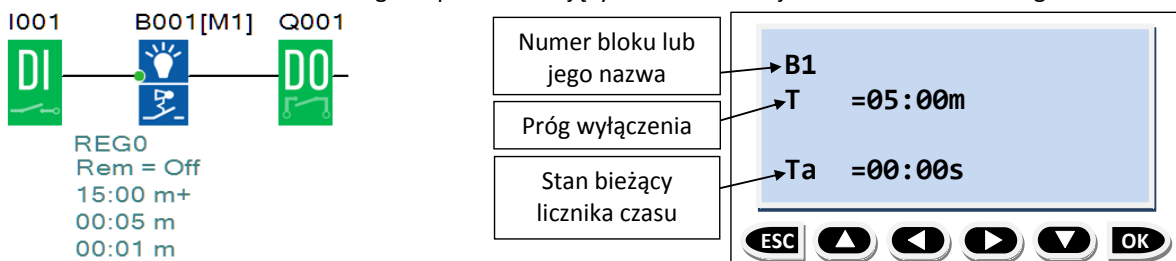 I001 B001[M1] Q001
DI
DO
REG0
Rem = Off
15:00 m+
00:05 m
00:01 m
Numer bloku lub
jego nazwa
Próg wyłączenia
Stan bieżący
licznika czasu
B1
T =05:00m
Ta =00:00s
ESC OK